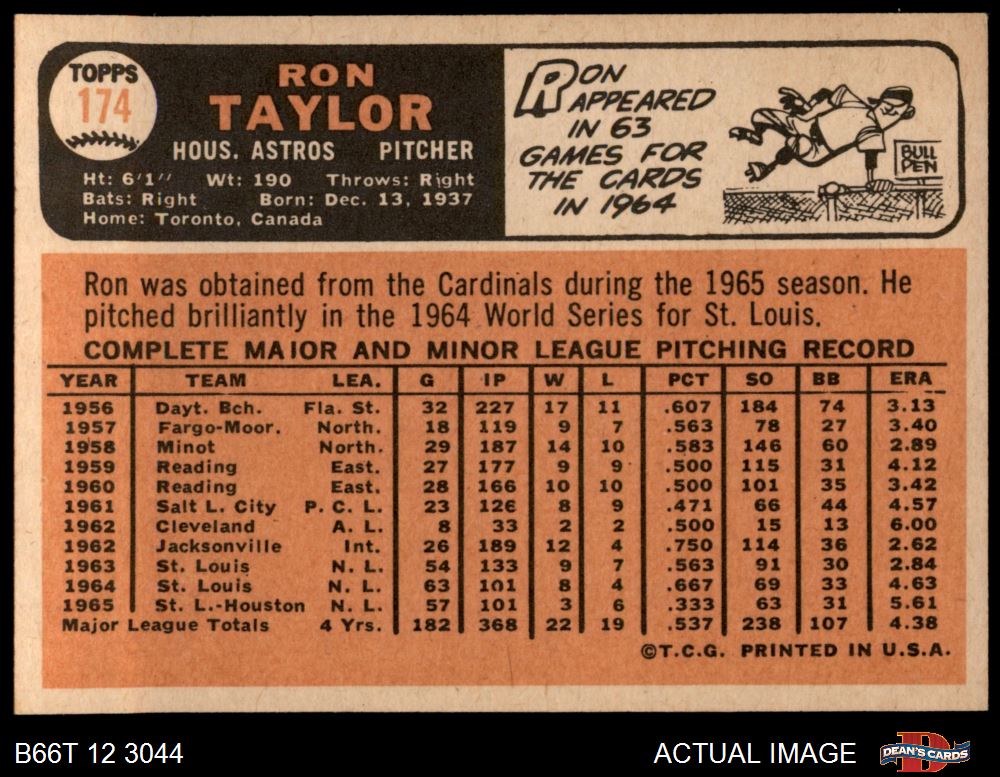 TOPPS
174
RON
TAYLOR
HOUS. ASTROS PITCHER
Ht: 6'1" Wt: 190 Throws: Right
Bats: Right Born: Dec. 13, 1937
Home: Toronto, Canada
RON
APPEARED
IN 63
GAMES FOR
THE CARDS
IN 1964
BULL
PEN
Ron was obtained from the Cardinals during the 1965 season. He
pitched brilliantly in the 1964 World Series for St. Louis.
COMPLETE MAJOR AND MINOR LEAGUE PITCHING RECORD
YEAR TEAM LEA. G IP W L PCT SO BB ERA
1956 Dayt. Bch. Fla. St. 32 227 17 11 .607 184 74 3.13
1957 Fargo-Moor. North. 18 119 9 7 .563 78 27 3.40
1958 Minot North. 29 187 14 10 .583 146 60 2.89
1959 Reading East. 27 177 9 9 .500 115 31 4.12
1960 Reading East. 28 166 10 10 .500 101 35 3.42
1961 Salt L. City P. C. L. 23 126 8 9 .471 66 44 4.57
1962 Cleveland A. L. 8 33 2 2 .500 15 13 6.00
1962 Jacksonville Int. 26 189 12 4 .750 114 36 2.62
1963 St. Louis N. L. 54 133 9 7 .563 91 30 2.84
1964 St. Louis N. L. 63 101 8 4 .667 69 33 4.63
1965 St. L.-Houston N. L. 57 101 3 6 .333 63 31 5.61
Major League Totals 4 Yrs. 182 368 22 19 .537 238 107 4.38
©T.C.G. PRINTED IN U.S.A.
B66T 12 3044
ACTUAL IMAGE
DEAN'S CARDS